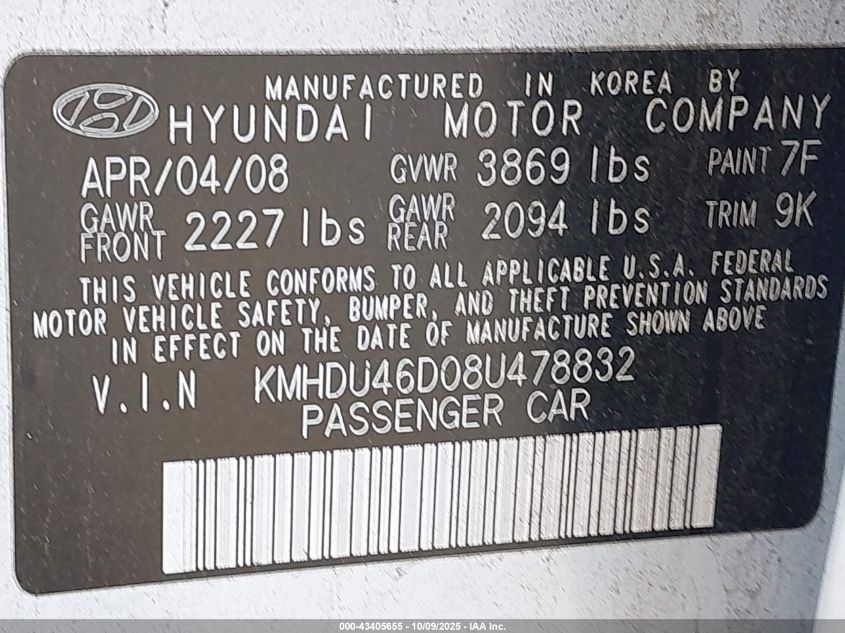 MANUFACTURED IN KOREA BY
HYUNDAI MOTOR COMPANY
APR/04/08 GVWR 3869 lbs PAINT 7F
GAWR FRONT 2227 lbs GAWR REAR 2094 lbs TRIM 9K
THIS VEHICLE CONFORMS TO ALL APPLICABLE U.S.A. FEDERAL
MOTOR VEHICLE SAFETY, BUMPER, AND THEFT PREVENTION STANDARDS
IN EFFECT ON THE DATE OF MANUFACTURE SHOWN ABOVE
V.I.N KMHDU46D08U478832
PASSENGER CAR
000-43405655 - 10/09/2025 - IAA Inc.